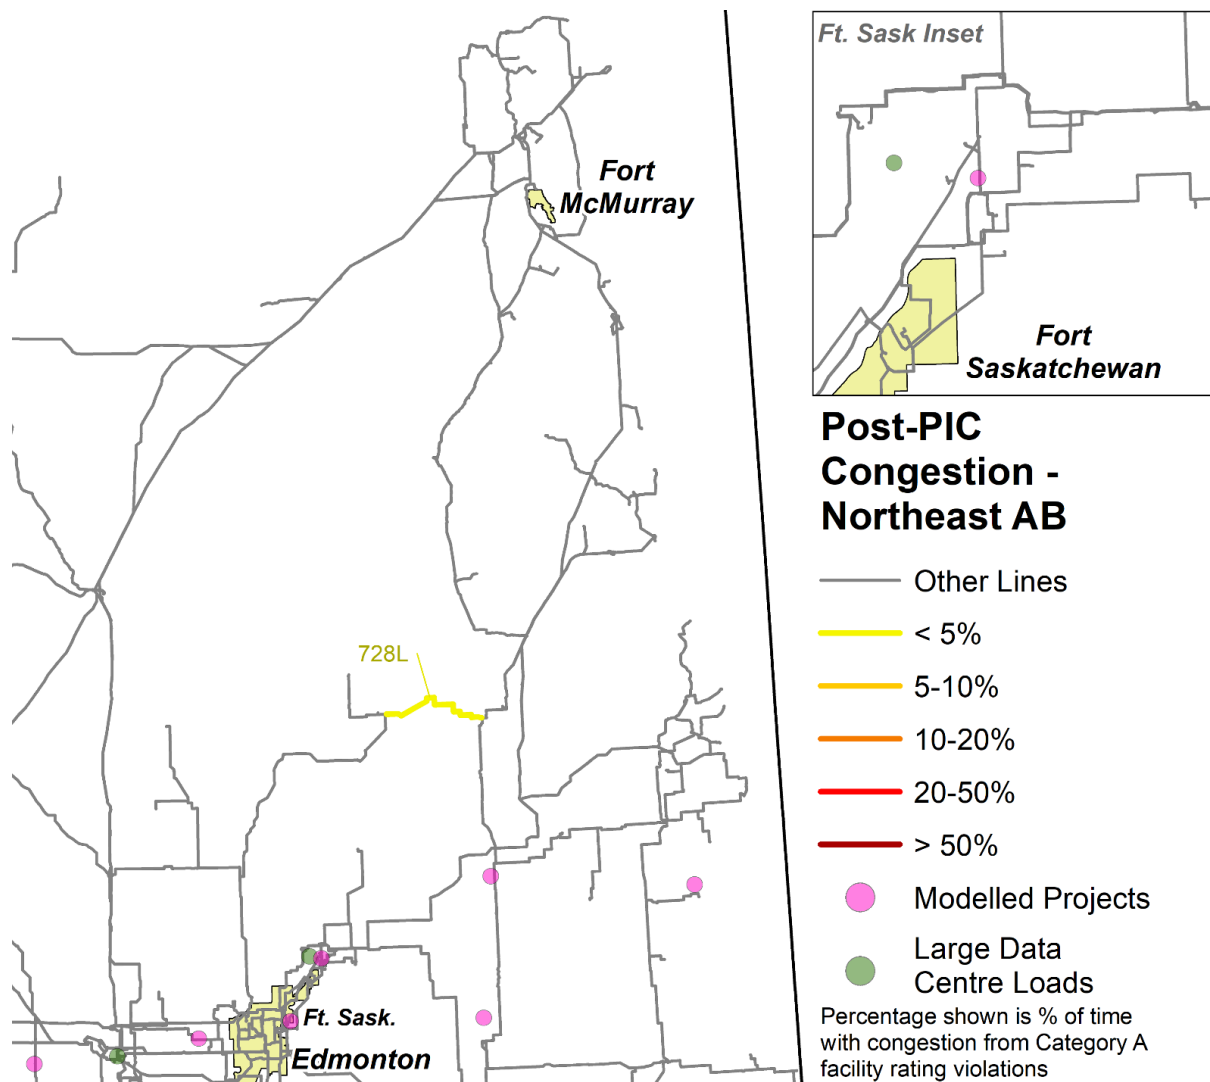 Ft. Sask Inset
Fort
McMurray
Fort
Saskatchewan
Post-PIC
Congestion -
Northeast AB
Other Lines
< 5%
5-10%
10-20%
20-50%
> 50%
Modelled Projects
Large Data
Centre Loads
Percentage shown is % of time
with congestion from Category A
facility rating violations
728L
Ft. Sask.
Edmonton